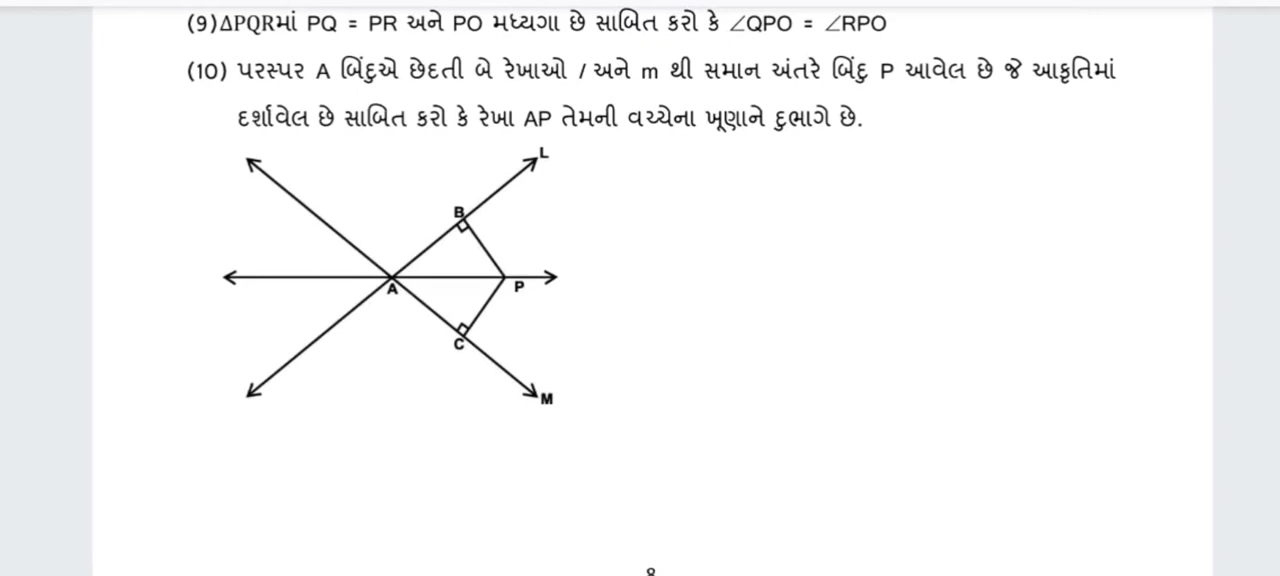 (9)ΔPQRમાં PQ = PR અને PO મધ્યગા છે સાબિત કરો કે ∠QPO = ∠RPO
(10) પરસ્પર A બિંદુએ છેદતી બે રેખાઓ l અને m થી સમાન અંતરે બિંદુ P આવેલ છે જે આકૃતિમાં
દર્શાવેલ છે સાબિત કરો કે રેખા AP તેમની વચ્ચેના ખૂણાને દુભાગે છે.
L
B
A
P
C
M